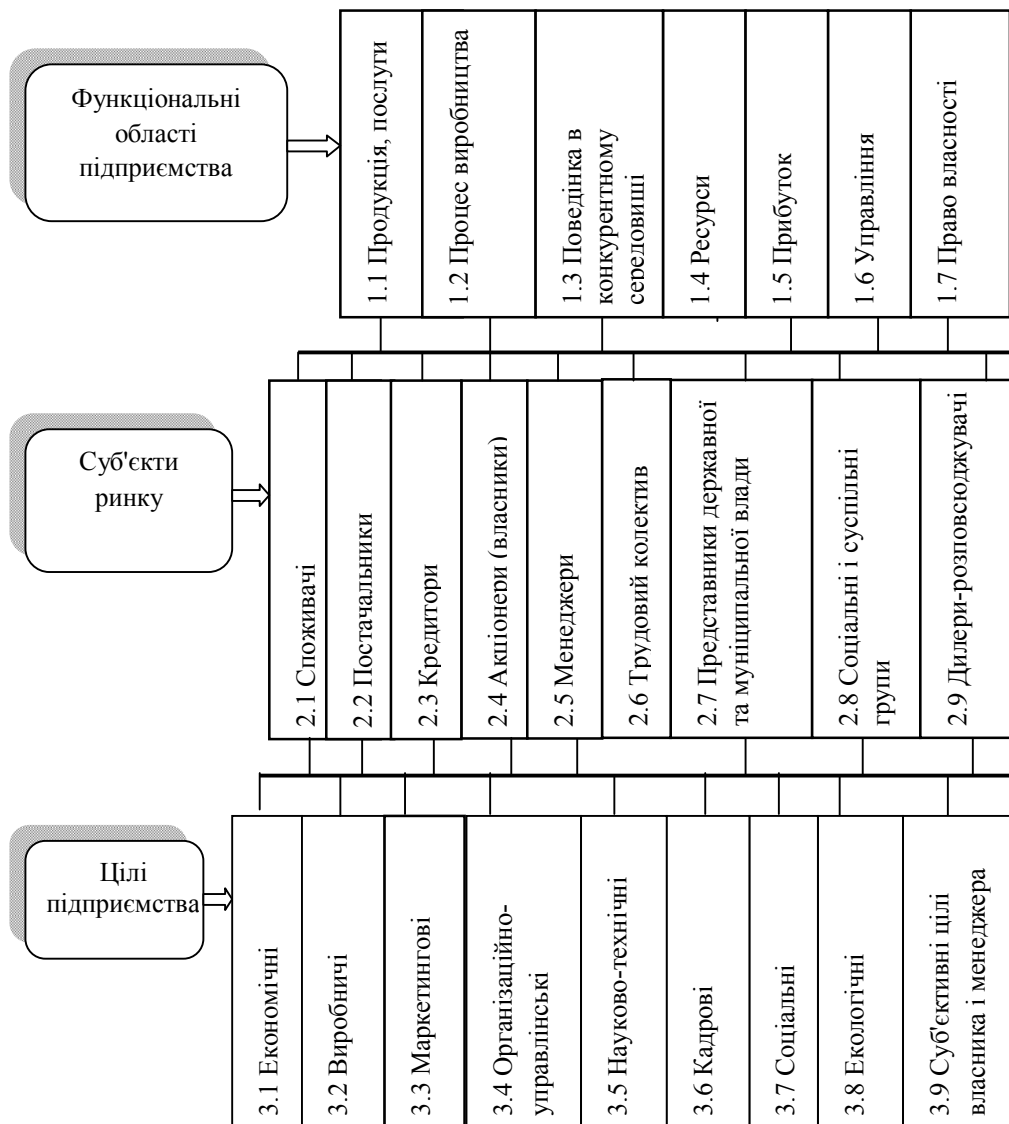 Функціональні
області
підприємства
1.1 Продукція, послуги
1.2 Процес виробництва
1.3 Поведінка в
конкурентному
середовиші
1.4 Ресурси
1.5 Прибуток
1.6 Управління
1.7 Право власності
Суб'єкти
ринку
2.1 Споживачі
2.2 Постачальники
2.3 Кредитори
2.4 Акціонери (власники)
2.5 Менеджери
2.6 Трудовий колектив
2.7 Представники державної
та муніципальної влади
2.8 Соціальні і суспільні
групи
2.9 Дилери-розповсюджувачі
Цілі
підприємства
3.1 Економічні
3.2 Виробничі
3.3 Маркетингові
3.4 Організаційно-
управлінські
3.5 Науково-технічні
3.6 Кадрові
3.7 Соціальні
3.8 Екологічні
3.9 Суб'єктивні цілі
власника і менеджера